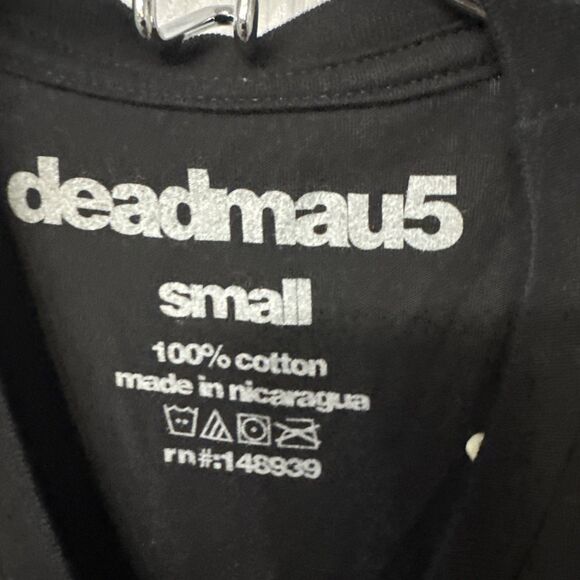 deadmau5
small
100% cotton
made in nicaragua
rn#:148939